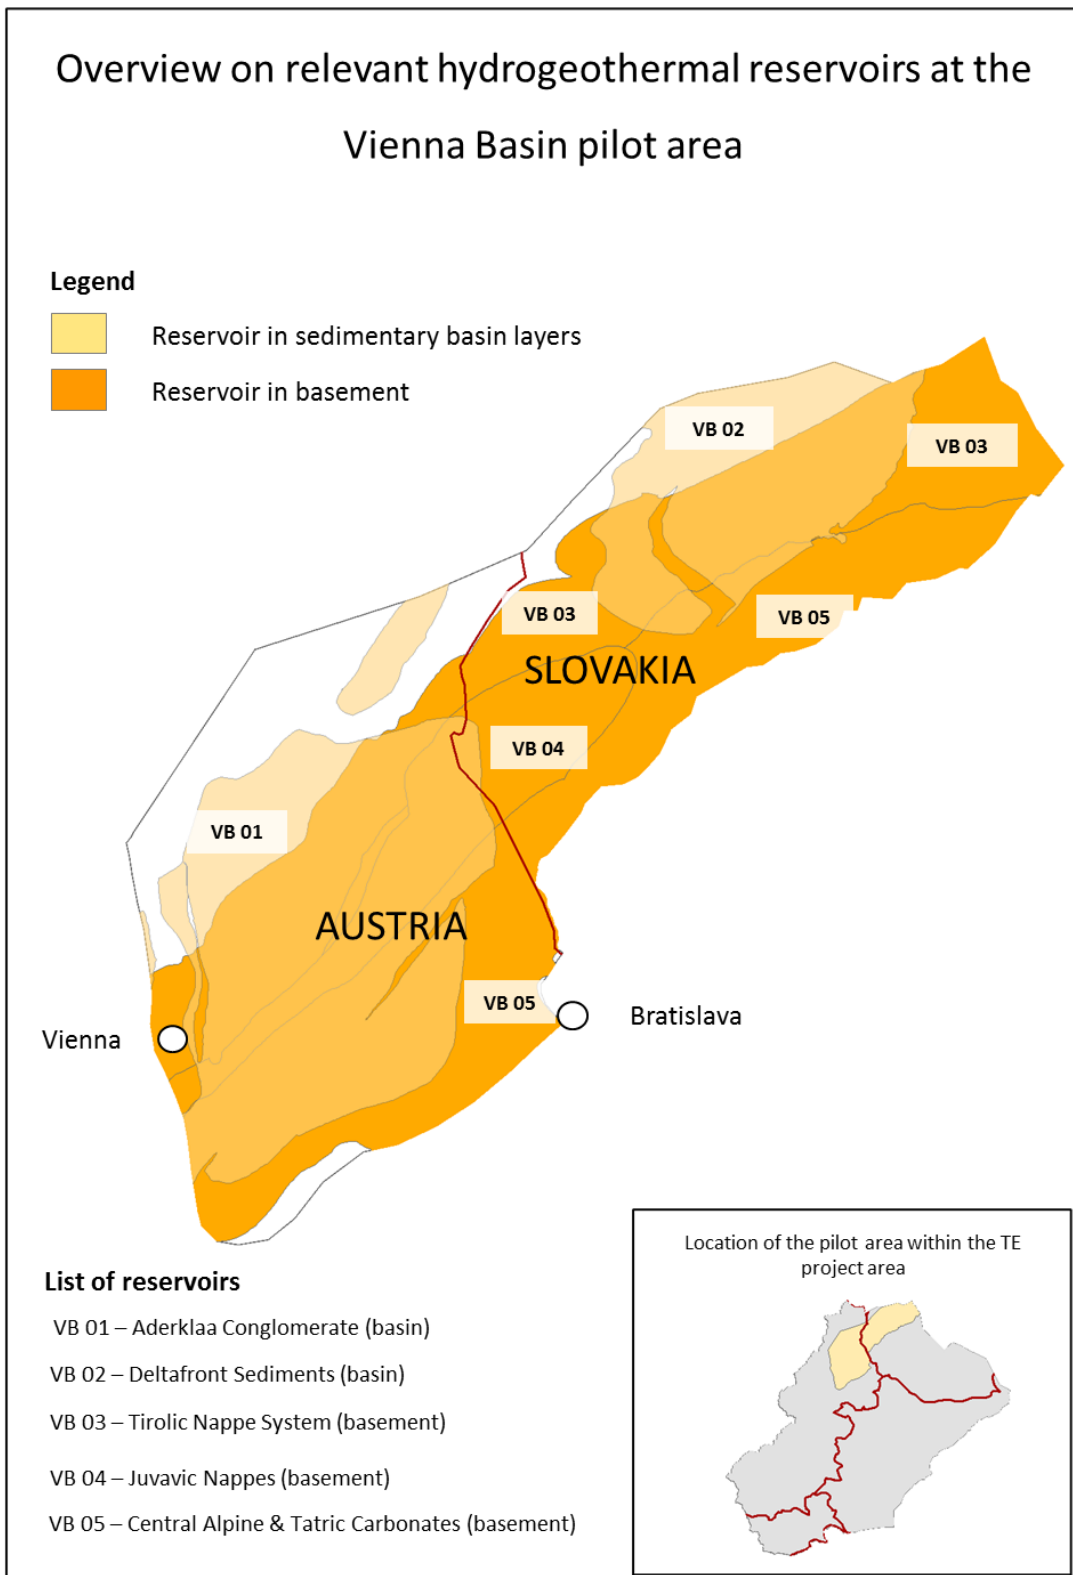 Overview on relevant hydrogeothermal reservoirs at the
Vienna Basin pilot area
Legend
Reservoir in sedimentary basin layers
Reservoir in basement
VB 02
VB 03
VB 03
VB 05
SLOVAKIA
VB 04
VB 01
AUSTRIA
VB 05
Bratislava
Vienna
Location of the pilot area within the TE
project area
List of reservoirs
VB 01 – Aderklaa Conglomerate (basin)
VB 02 – Deltafront Sediments (basin)
VB 03 – Tirolic Nappe System (basement)
VB 04 – Juvavic Nappes (basement)
VB 05 – Central Alpine & Tatric Carbonates (basement)